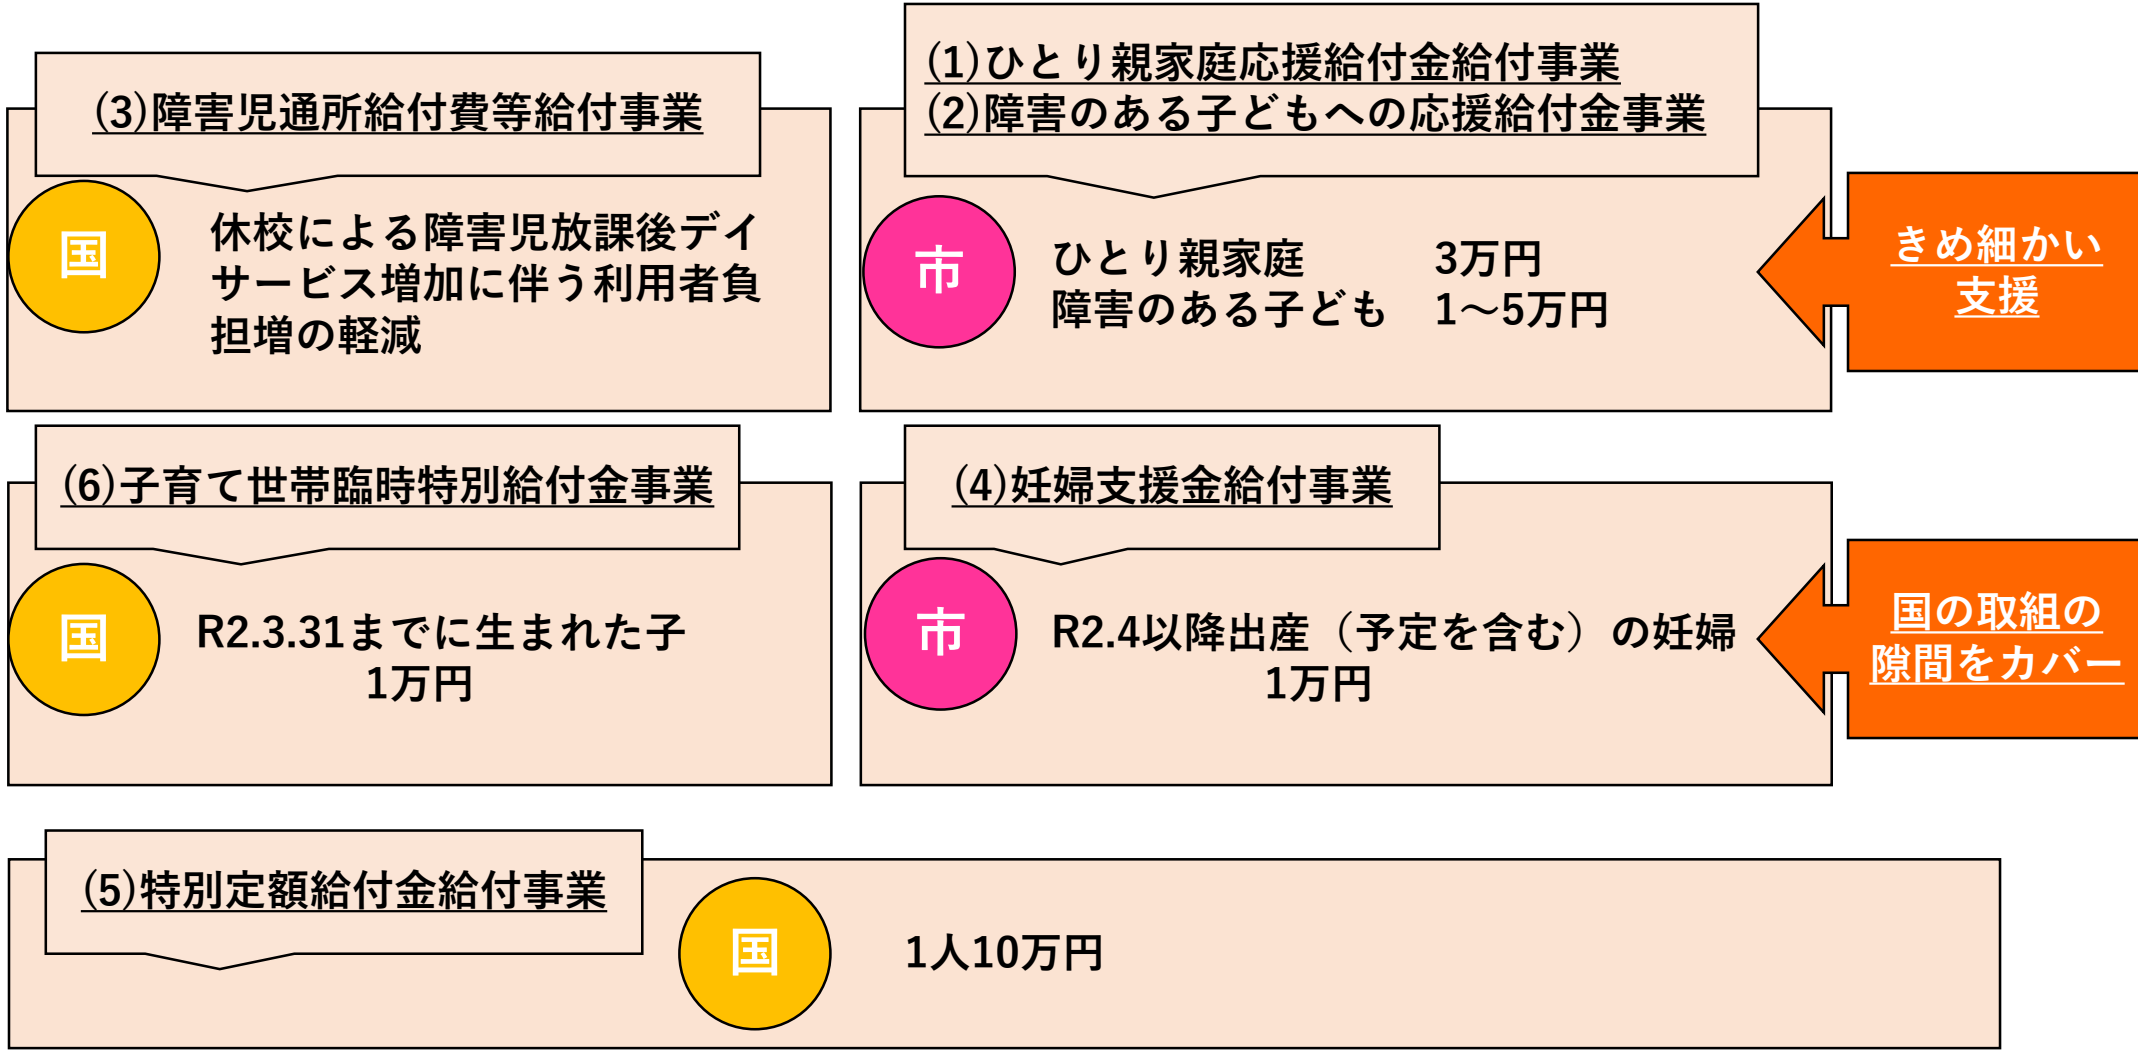 (3)障害児通所給付費等給付事業
国
休校による障害児放課後デイ
サービス増加に伴う利用者負
担増の軽減
(1)ひとり親家庭応援給付金給付事業
(2)障害のある子どもへの応援給付金事業
市
ひとり親家庭 3万円
障害のある子ども 1～5万円
きめ細かい
支援
(6)子育て世帯臨時特別給付金事業
国
R2.3.31までに生まれた子
1万円
(4)妊婦支援金給付事業
市
R2.4以降出産（予定を含む）の妊婦
1万円
国の取組の
隙間をカバー
(5)特別定額給付金給付事業
国
1人10万円